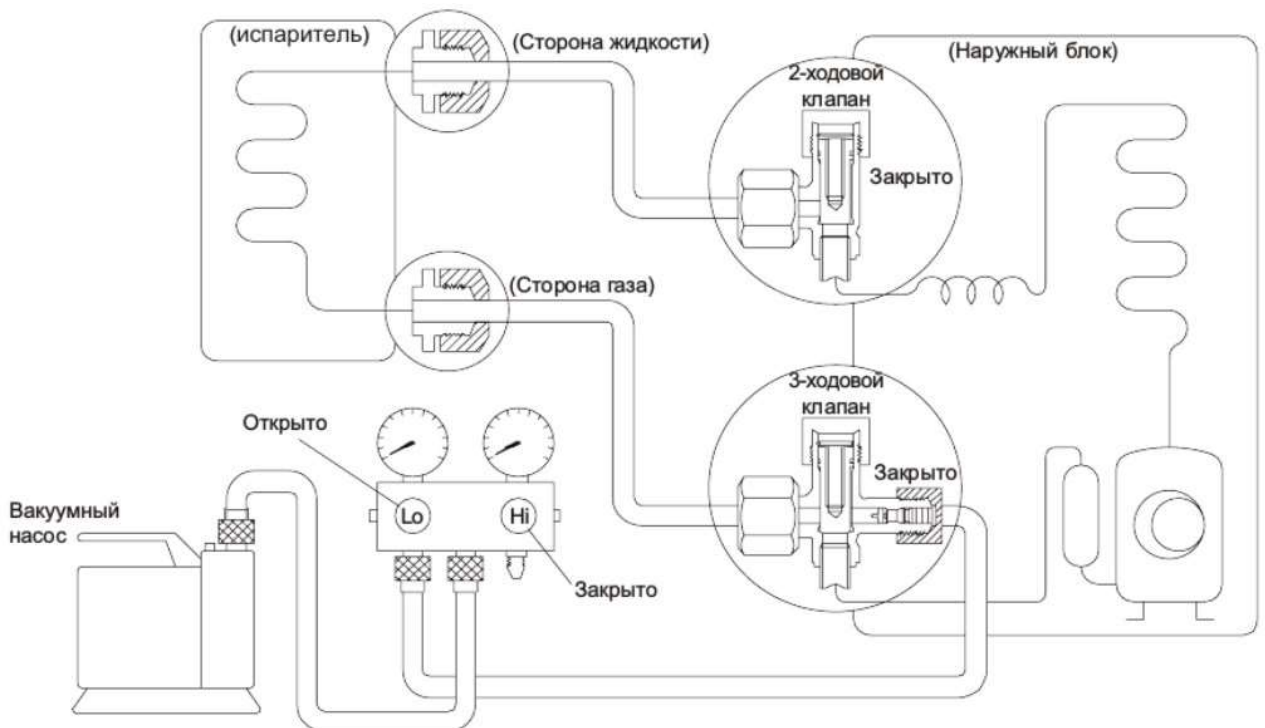 (испаритель)
(Сторона жидкости)
(Наружный блок)
2-ходовой
клапан
Закрыто
(Сторона газа)
3-ходовой
клапан
Закрыто
Открыто
Вакуумный
насос
Lo
Hi
Закрыто